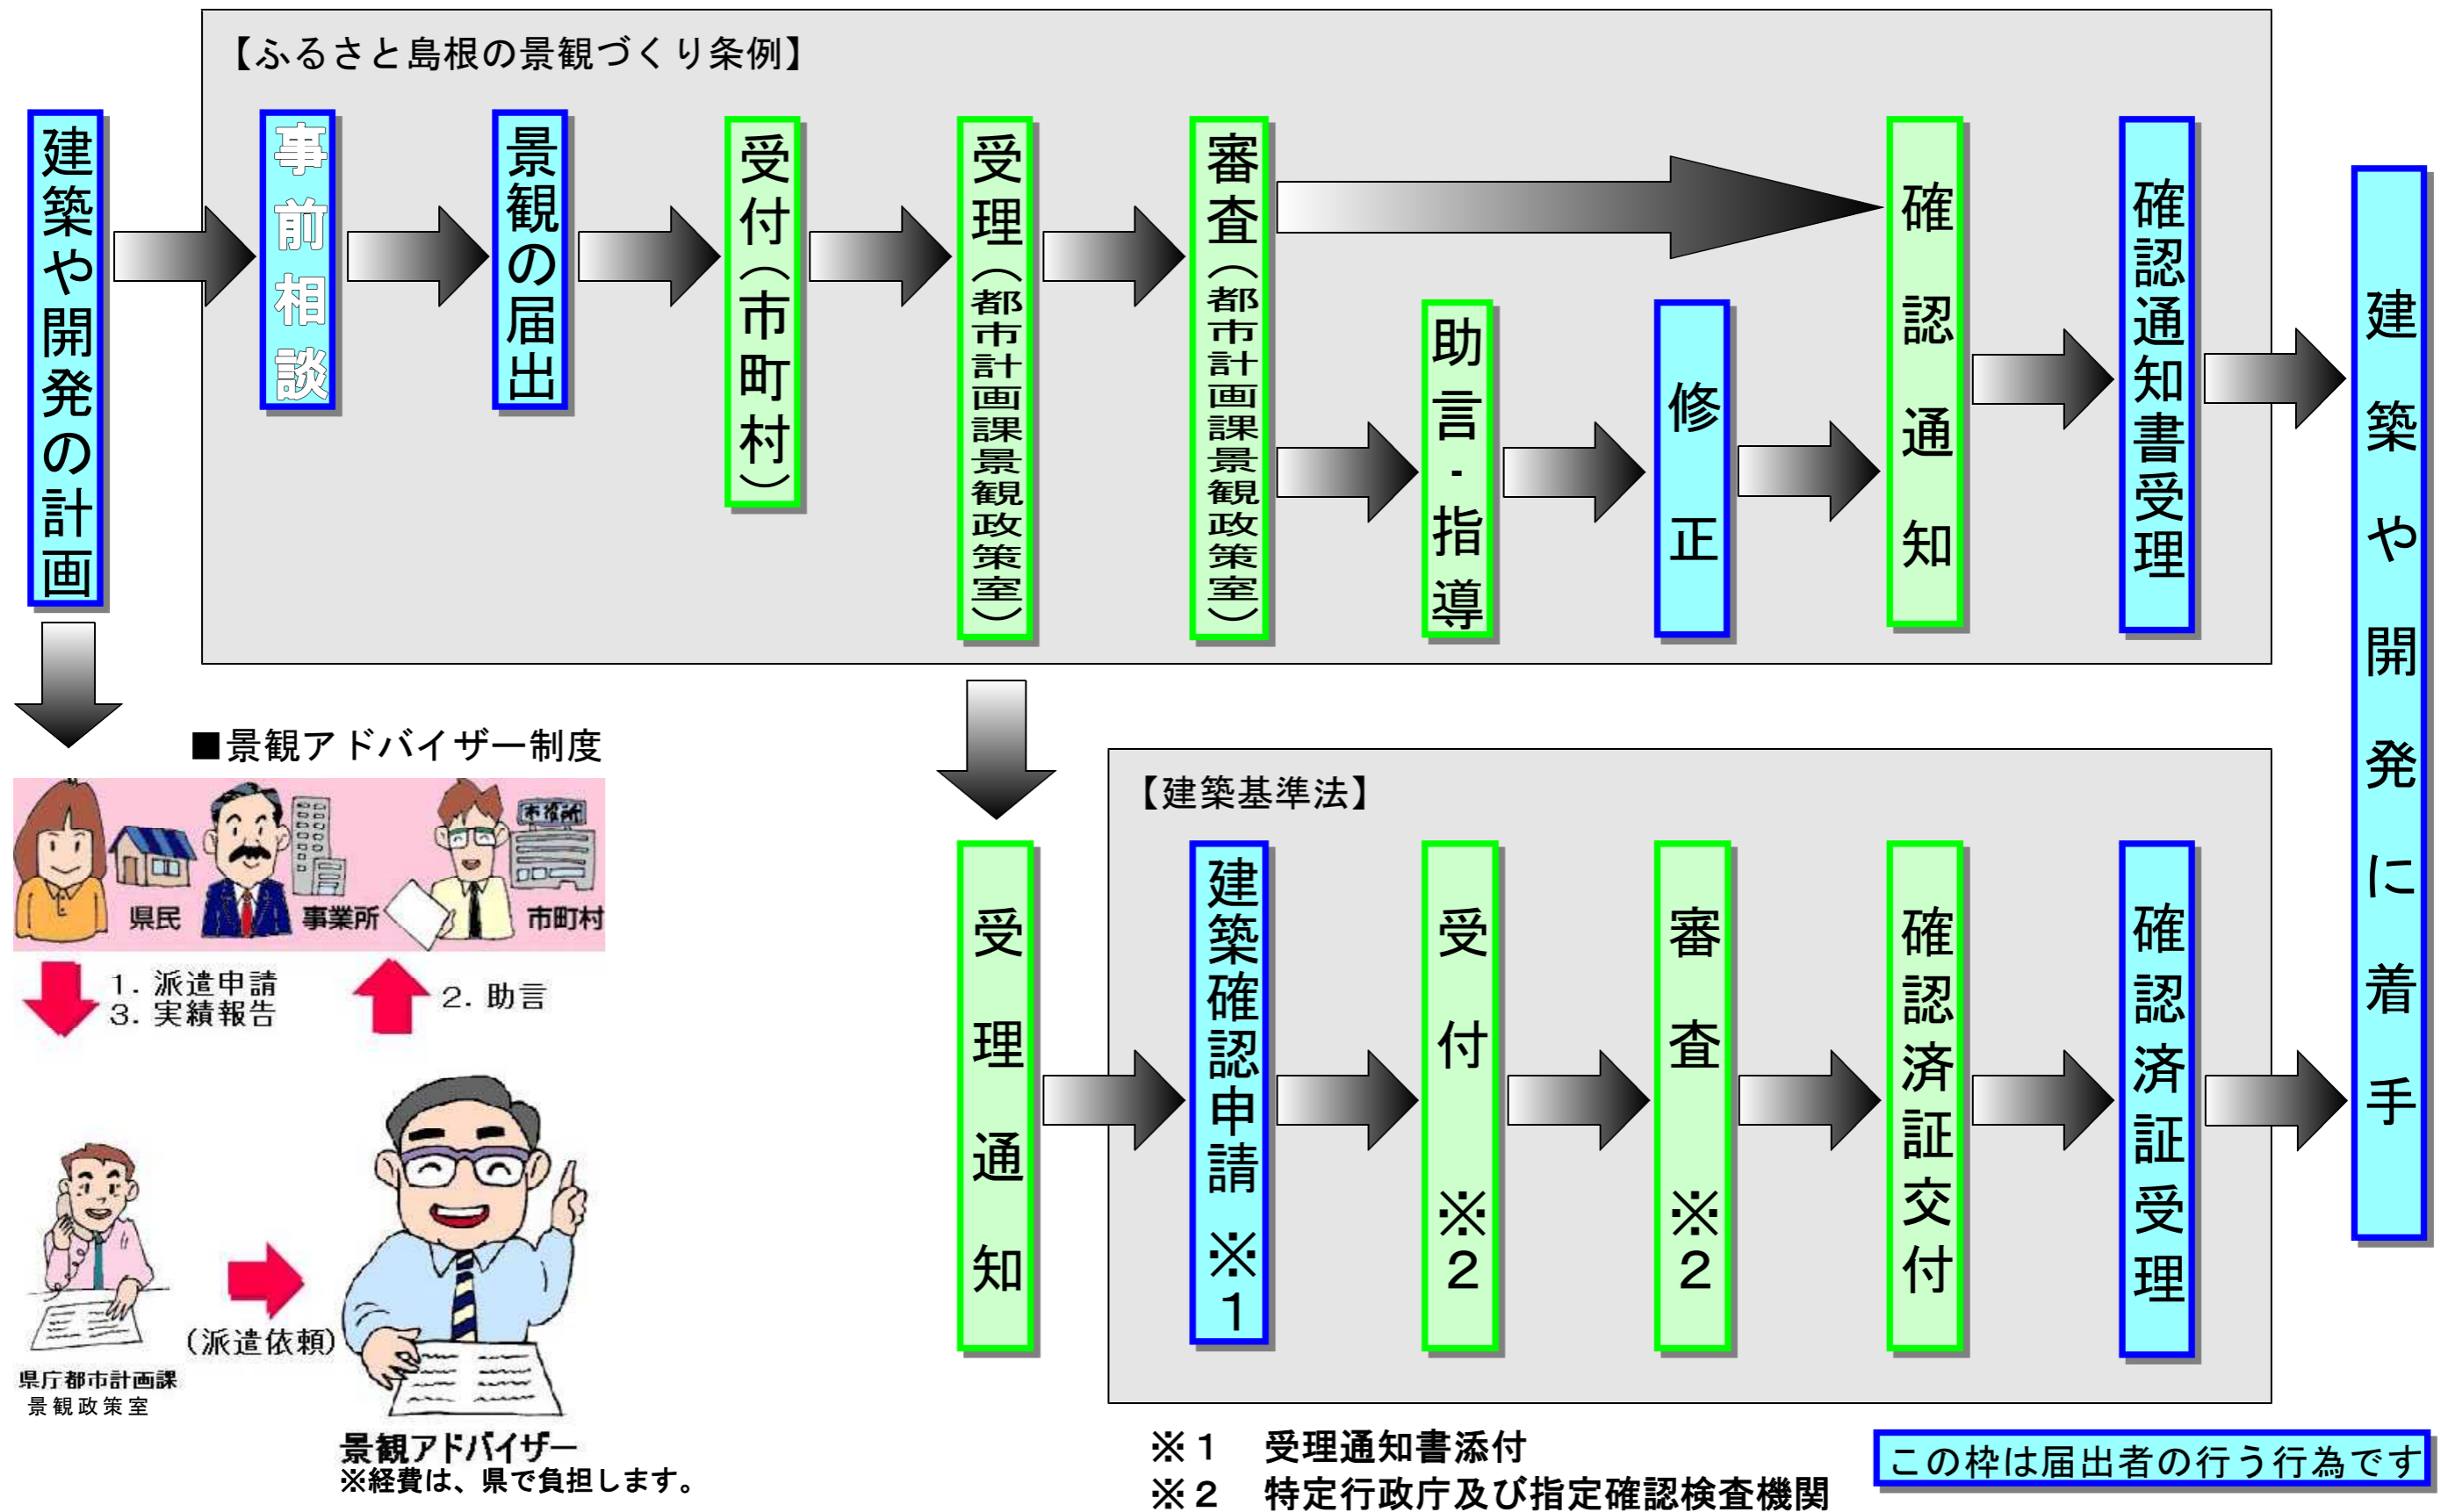 【ふるさと島根の景観づくり条例】
建築や開発の計画
事前相談
景観の届出
受付（市町村）
受理（都市計画課景観政策室）
審査（都市計画課景観政策室）
助言・指導
修正
確認通知
確認通知書受理
建築や開発に着手
■景観アドバイザー制度
市役所
県民
事業所
市町村
1. 派遣申請
3. 実績報告
2. 助言
(派遣依頼)
県庁都市計画課
景観政策室
景観アドバイザー
※経費は、県で負担します。
受理通知
【建築基準法】
建築確認申請※1
受付※2
審査※2
確認済証交付
確認済証受理
※1 受理通知書添付
※2 特定行政庁及び指定確認検査機関
この枠は届出者の行う行為です